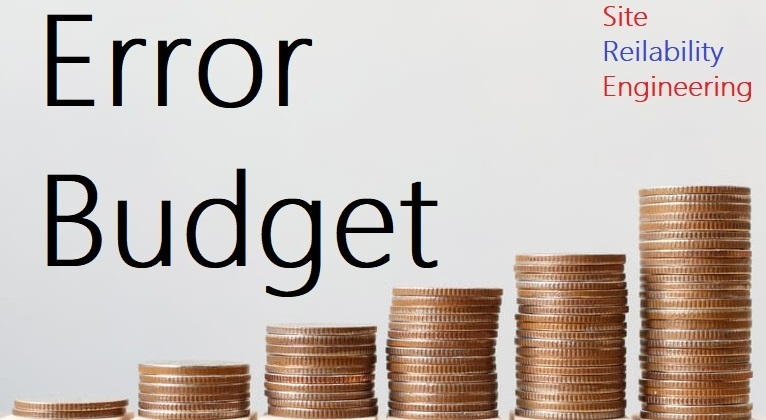 Error
Budget
Site
Reilability
Engineering